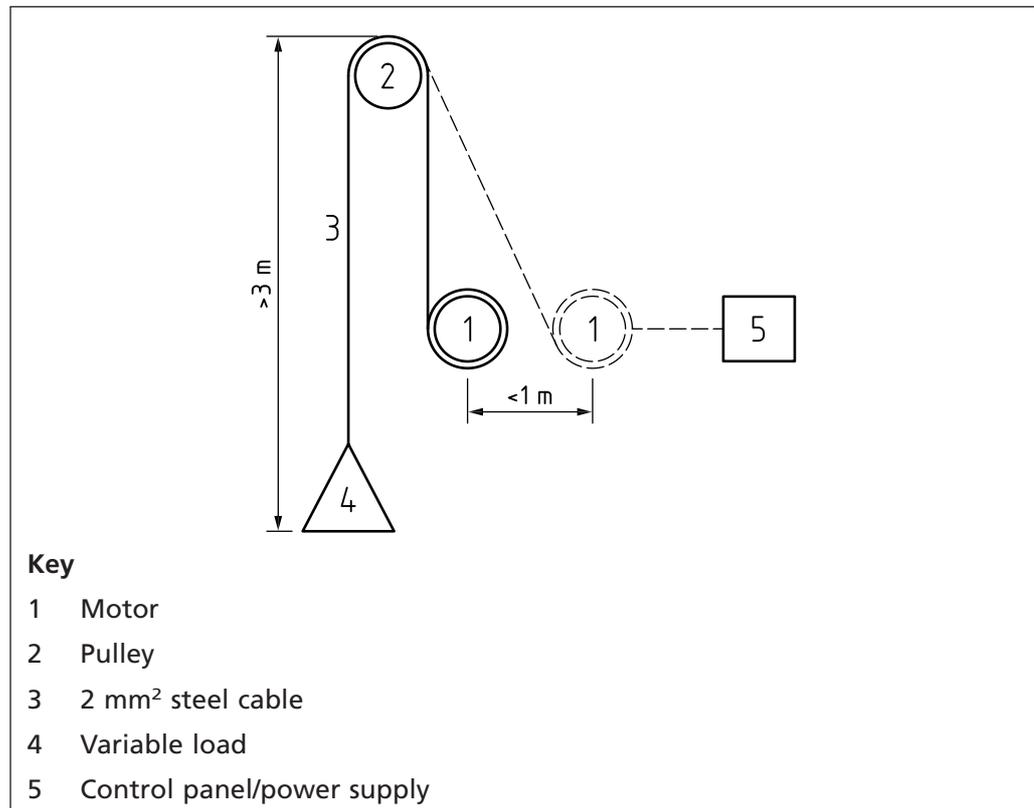 2
3
>3 m
1
1
5
<1 m
4
Key
1 Motor
2 Pulley
3 2 mm² steel cable
4 Variable load
5 Control panel/power supply